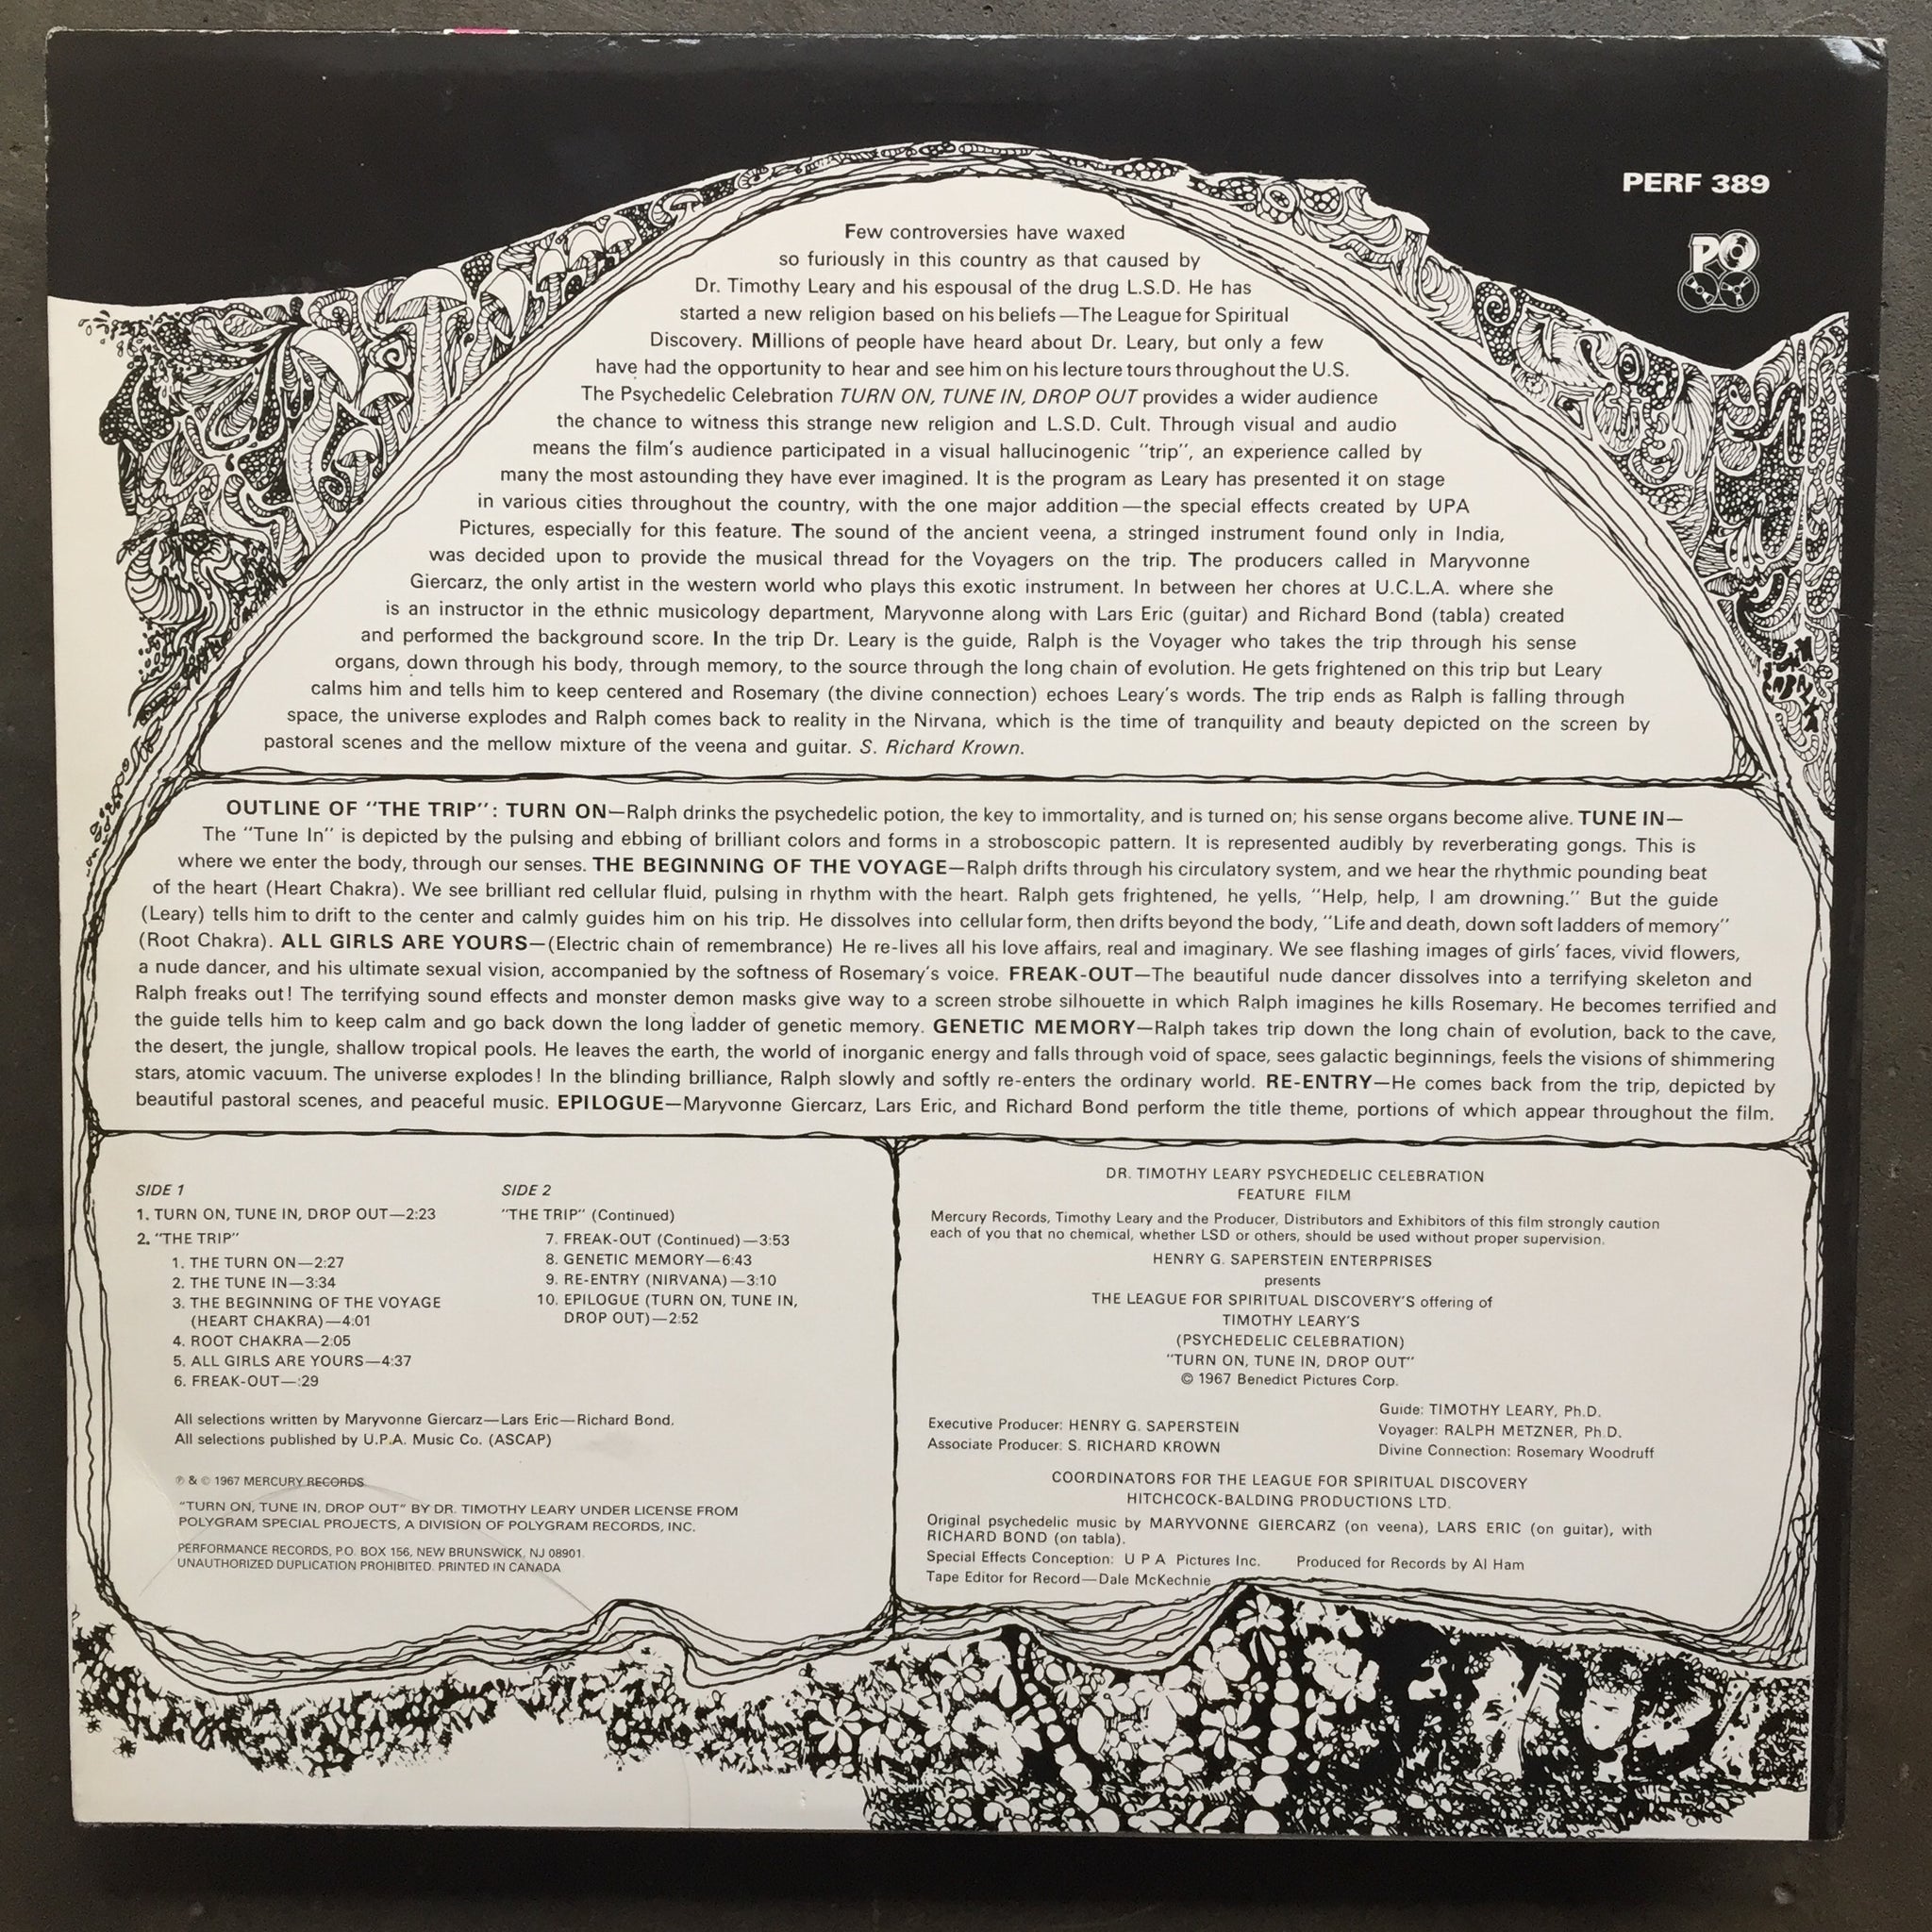 PERF 389
PO
Few controversies have waxed
so furiously in this country as that caused by
Dr. Timothy Leary and his espousal of the drug L.S.D. He has
started a new religion based on his beliefs—The League for Spiritual
Discovery. Millions of people have heard about Dr. Leary, but only a few
have had the opportunity to hear and see him on his lecture tours throughout the U.S.
The Psychedelic Celebration TURN ON, TUNE IN, DROP OUT provides a wider audience
the chance to witness this strange new religion and L.S.D. Cult. Through visual and audio
means the film's audience participated in a visual hallucinogenic "trip", an experience called by
many the most astounding they have ever imagined. It is the program as Leary has presented it on stage
in various cities throughout the country, with the one major addition—the special effects created by UPA
Pictures, especially for this feature. The sound of the ancient veena, a stringed instrument found only in India,
was decided upon to provide the musical thread for the Voyagers on the trip. The producers called in Maryvonne
Giercarz, the only artist in the western world who plays this exotic instrument. In between her chores at U.C.L.A. where she
is an instructor in the ethnic musicology department, Maryvonne along with Lars Eric (guitar) and Richard Bond (tabla) created
and performed the background score. In the trip Dr. Leary is the guide, Ralph is the Voyager who takes the trip through his sense
organs, down through his body, through memory, to the source through the long chain of evolution. He gets frightened on this trip but Leary
calms him and tells him to keep centered and Rosemary (the divine connection) echoes Leary's words. The trip ends as Ralph is falling through
space, the universe explodes and Ralph comes back to reality in the Nirvana, which is the time of tranquility and beauty depicted on the screen by
pastoral scenes and the mellow mixture of the veena and guitar. S. Richard Krown.
OUTLINE OF "THE TRIP": TURN ON—Ralph drinks the psychedelic potion, the key to immortality, and is turned on; his sense organs become alive. TUNE IN—
The "Tune In" is depicted by the pulsing and ebbing of brilliant colors and forms in a stroboscopic pattern. It is represented audibly by reverberating gongs. This is
where we enter the body, through our senses. THE BEGINNING OF THE VOYAGE—Ralph drifts through his circulatory system, and we hear the rhythmic pounding beat
of the heart (Heart Chakra). We see brilliant red cellular fluid, pulsing in rhythm with the heart. Ralph gets frightened, he yells, "Help, help, I am drowning." But the guide
(Leary) tells him to drift to the center and calmly guides him on his trip. He dissolves into cellular form, then drifts beyond the body, "Life and death, down soft ladders of memory"
(Root Chakra). ALL GIRLS ARE YOURS—(Electric chain of remembrance) He re-lives all his love affairs, real and imaginary. We see flashing images of girls' faces, vivid flowers,
a nude dancer, and his ultimate sexual vision, accompanied by the softness of Rosemary's voice. FREAK-OUT—The beautiful nude dancer dissolves into a terrifying skeleton and
Ralph freaks out! The terrifying sound effects and monster demon masks give way to a screen strobe silhouette in which Ralph imagines he kills Rosemary. He becomes terrified and
the guide tells him to keep calm and go back down the long ladder of genetic memory. GENETIC MEMORY—Ralph takes trip down the long chain of evolution, back to the cave,
the desert, the jungle, shallow tropical pools. He leaves the earth, the world of inorganic energy and falls through void of space, sees galactic beginnings, feels the visions of shimmering
stars, atomic vacuum. The universe explodes! In the blinding brilliance, Ralph slowly and softly re-enters the ordinary world. RE-ENTRY—He comes back from the trip, depicted by
beautiful pastoral scenes, and peaceful music. EPILOGUE—Maryvonne Giercarz, Lars Eric, and Richard Bond perform the title theme, portions of which appear throughout the film.
SIDE 1
1. TURN ON, TUNE IN, DROP OUT—2:23
2. "THE TRIP"
1. THE TURN ON—2:27
2. THE TUNE IN—3:34
3. THE BEGINNING OF THE VOYAGE
(HEART CHAKRA)—4:01
4. ROOT CHAKRA—2:05
5. ALL GIRLS ARE YOURS—4:37
6. FREAK-OUT—:29
SIDE 2
"THE TRIP" (Continued)
7. FREAK-OUT (Continued)—3:53
8. GENETIC MEMORY—6:43
9. RE-ENTRY (NIRVANA)—3:10
10. EPILOGUE (TURN ON, TUNE IN,
DROP OUT)—2:52
All selections written by Maryvonne Giercarz—Lars Eric—Richard Bond.
All selections published by U.P.A. Music Co. (ASCAP)
℗ & © 1967 MERCURY RECORDS
"TURN ON, TUNE IN, DROP OUT" BY DR. TIMOTHY LEARY UNDER LICENSE FROM
POLYGRAM SPECIAL PROJECTS, A DIVISION OF POLYGRAM RECORDS, INC.
PERFORMANCE RECORDS, P.O. BOX 156, NEW BRUNSWICK, NJ 08901.
UNAUTHORIZED DUPLICATION PROHIBITED. PRINTED IN CANADA
DR. TIMOTHY LEARY PSYCHEDELIC CELEBRATION
FEATURE FILM
Mercury Records, Timothy Leary and the Producer, Distributors and Exhibitors of this film strongly caution
each of you that no chemical, whether LSD or others, should be used without proper supervision.
HENRY G. SAPERSTEIN ENTERPRISES
presents
THE LEAGUE FOR SPIRITUAL DISCOVERY'S offering of
TIMOTHY LEARY'S
(PSYCHEDELIC CELEBRATION)
"TURN ON, TUNE IN, DROP OUT"
© 1967 Benedict Pictures Corp.
Executive Producer: HENRY G. SAPERSTEIN
Associate Producer: S. RICHARD KROWN
Guide: TIMOTHY LEARY, Ph.D.
Voyager: RALPH METZNER, Ph.D.
Divine Connection: Rosemary Woodruff
COORDINATORS FOR THE LEAGUE FOR SPIRITUAL DISCOVERY
HITCHCOCK-BALDING PRODUCTIONS LTD.
Original psychedelic music by MARYVONNE GIERCARZ (on veena), LARS ERIC (on guitar), with
RICHARD BOND (on tabla).
Special Effects Conception: U P A Pictures Inc. Produced for Records by Al Ham
Tape Editor for Record—Dale McKechnie